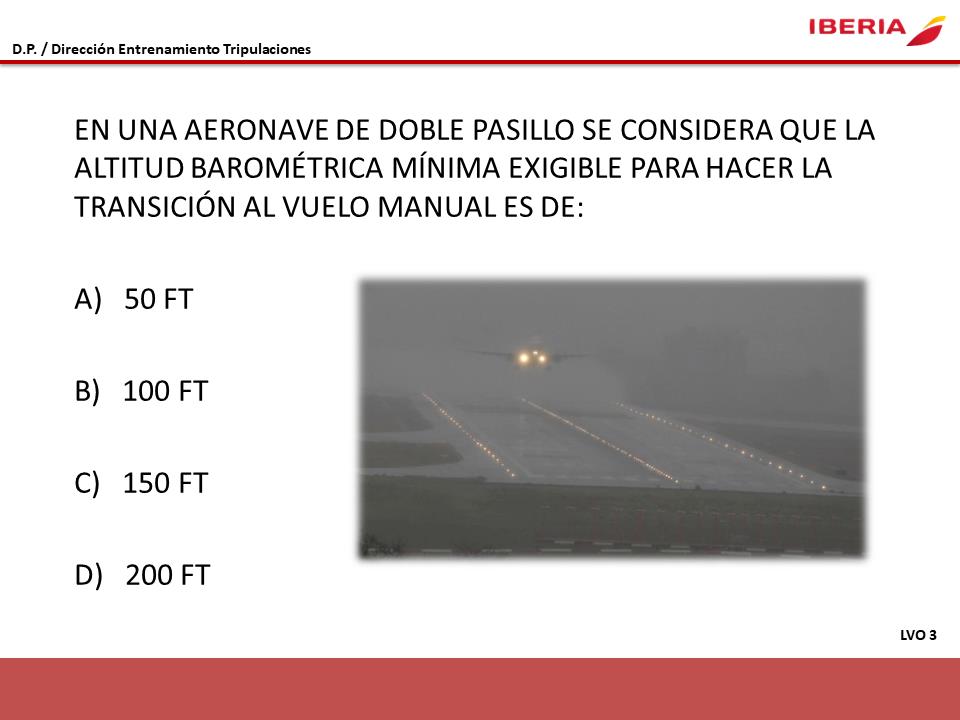 IBERIA
D.P. / Dirección Entrenamiento Tripulaciones
EN UNA AERONAVE DE DOBLE PASILLO SE CONSIDERA QUE LA
ALTITUD BAROMÉTRICA MÍNIMA EXIGIBLE PARA HACER LA
TRANSICIÓN AL VUELO MANUAL ES DE:
A) 50 FT
B) 100 FT
C) 150 FT
D) 200 FT
LVO 3